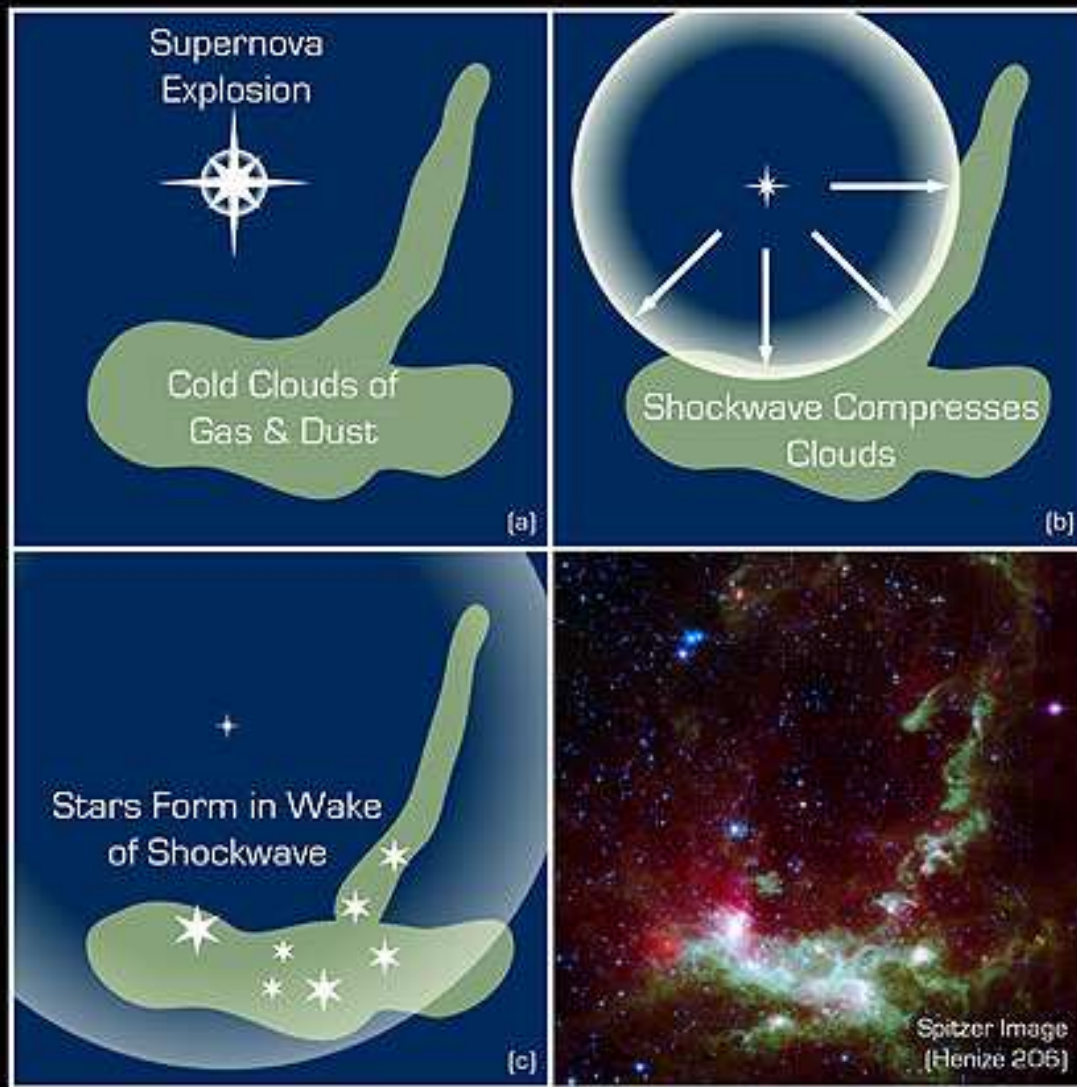 Supernova
Explosion
Cold Clouds of
Gas & Dust
(a)
Shockwave Compresses
Clouds
(b)
Stars Form in Wake
of Shockwave
(c)
Spitzer Image
(Henize 206)